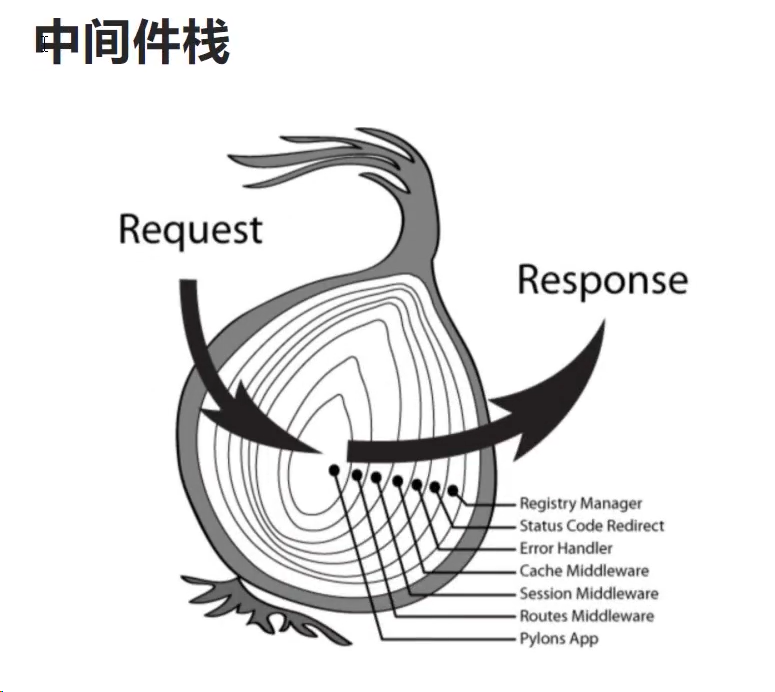 中间件栈
Request
Response
Registry Manager
Status Code Redirect
Error Handler
Cache Middleware
Session Middleware
Routes Middleware
Pylons App